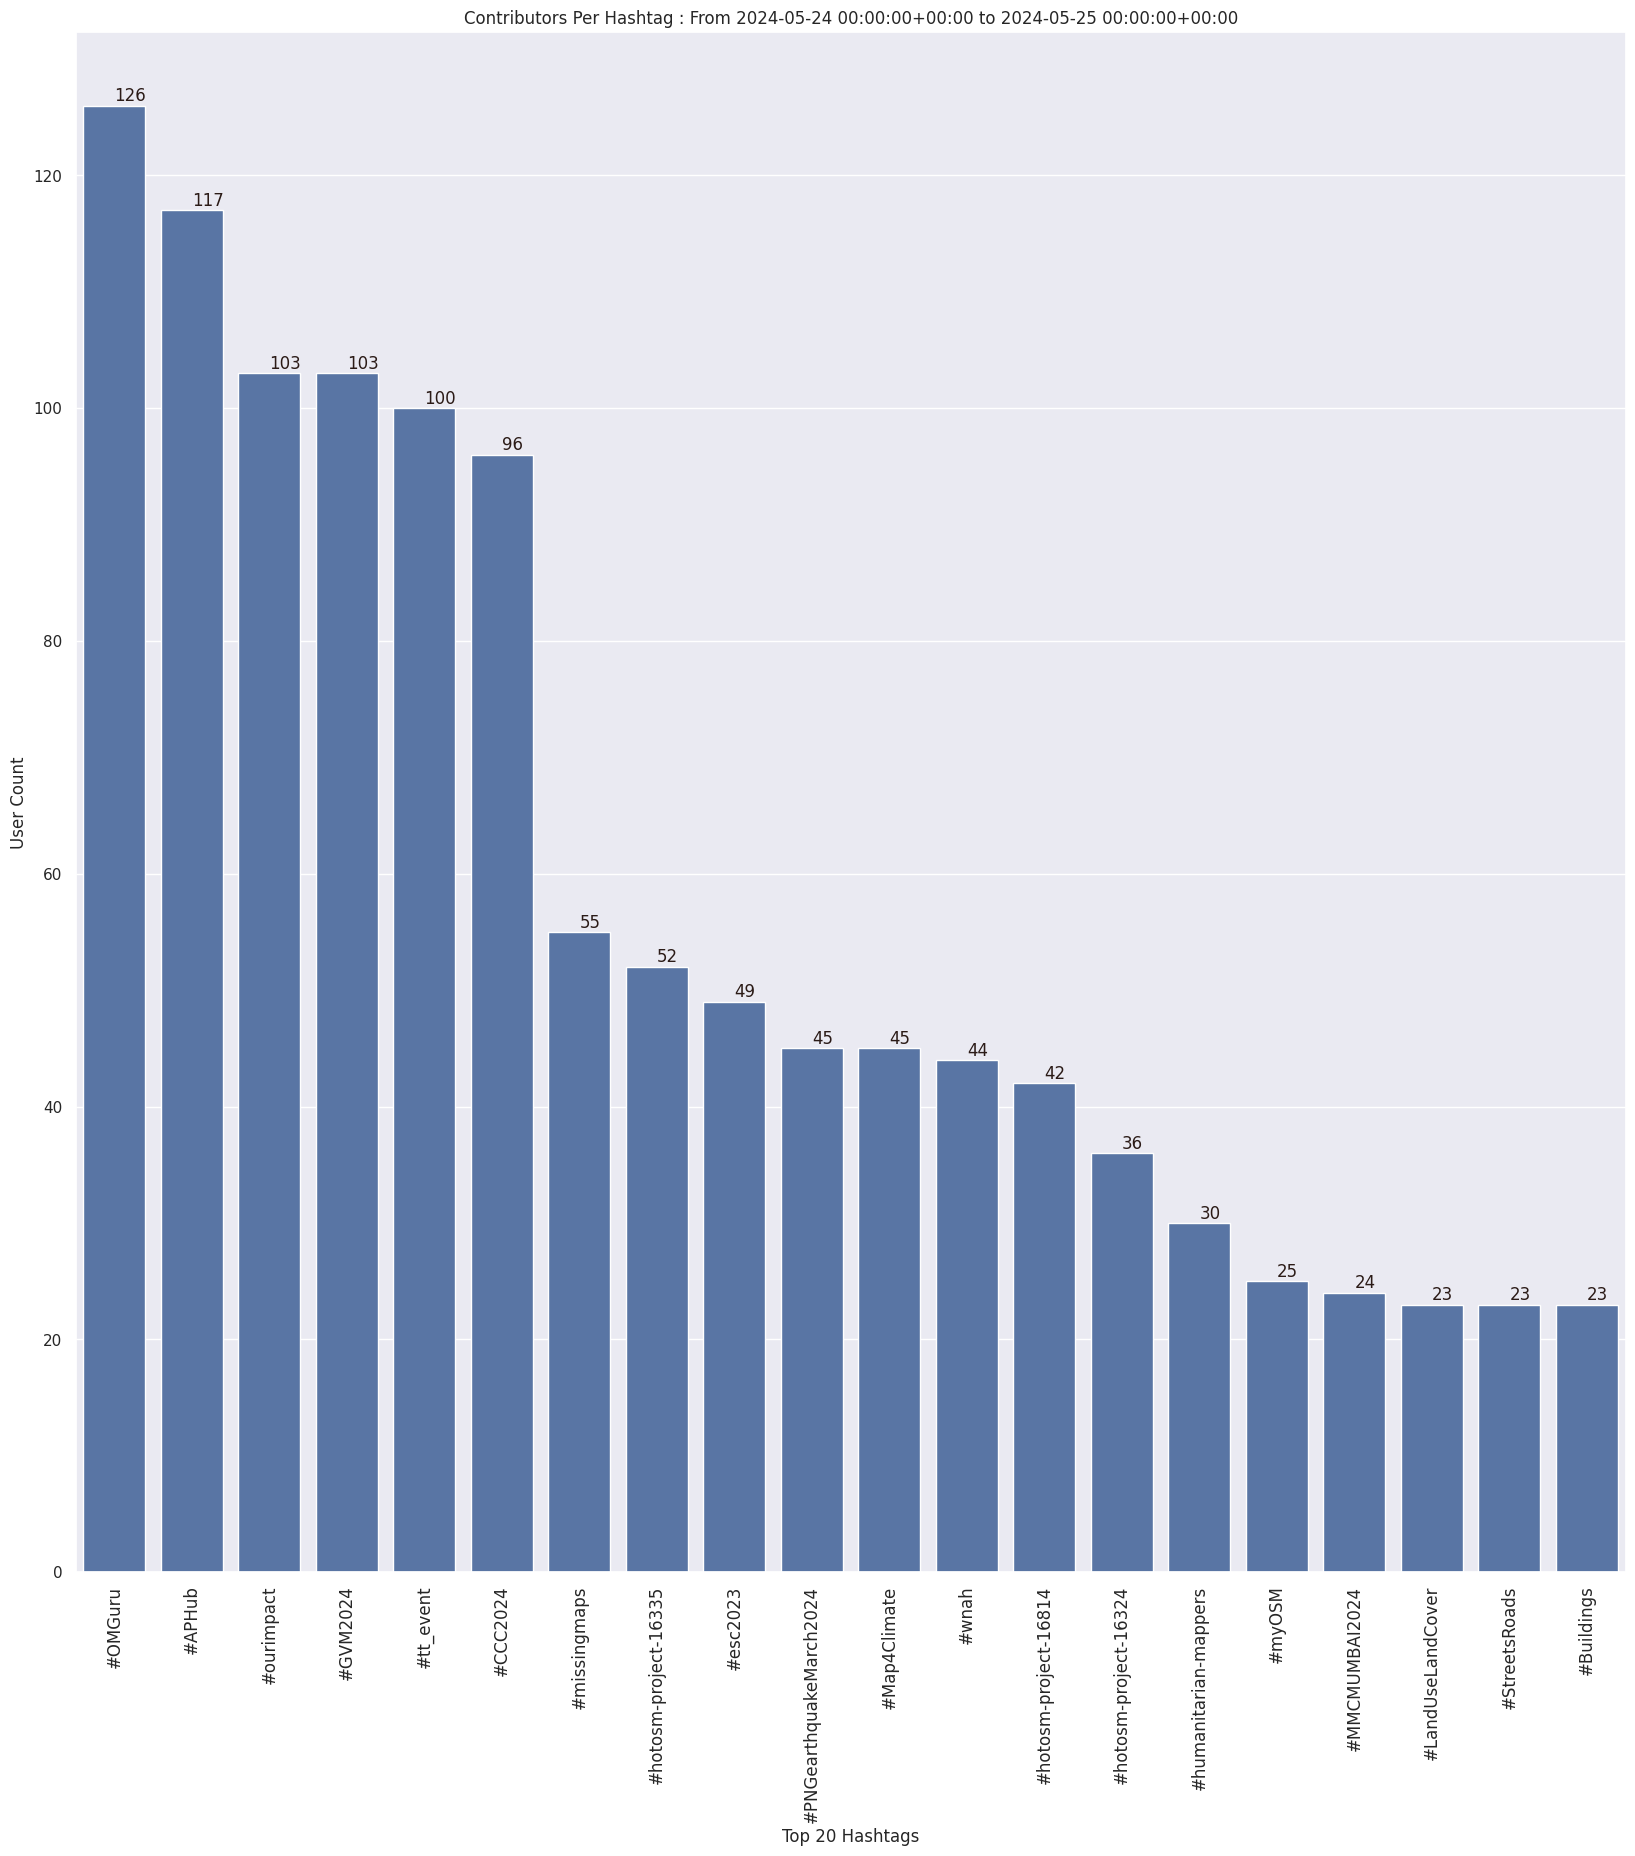 Contributors Per Hashtag : From 2024-05-24 00:00:00+00:00 to 2024-05-25 00:00:00+00:00
126
117
103
103
100
96
55
52
49
45
45
44
42
36
30
25
24
23
23
23
120
100
80
60
40
20
0
User Count
#OMGuru
#APHub
#ourimpact
#GVM2024
#tt_event
#CCC2024
#missingmaps
#hotosm-project-16335
#esc2023
#PNGearthquakeMarch2024
#Map4Climate
#wnah
#hotosm-project-16814
#hotosm-project-16324
#humanitarian-mappers
#myOSM
#MMCMUMBAI2024
#LandUseLandCover
#StreetsRoads
#Buildings
Top 20 Hashtags